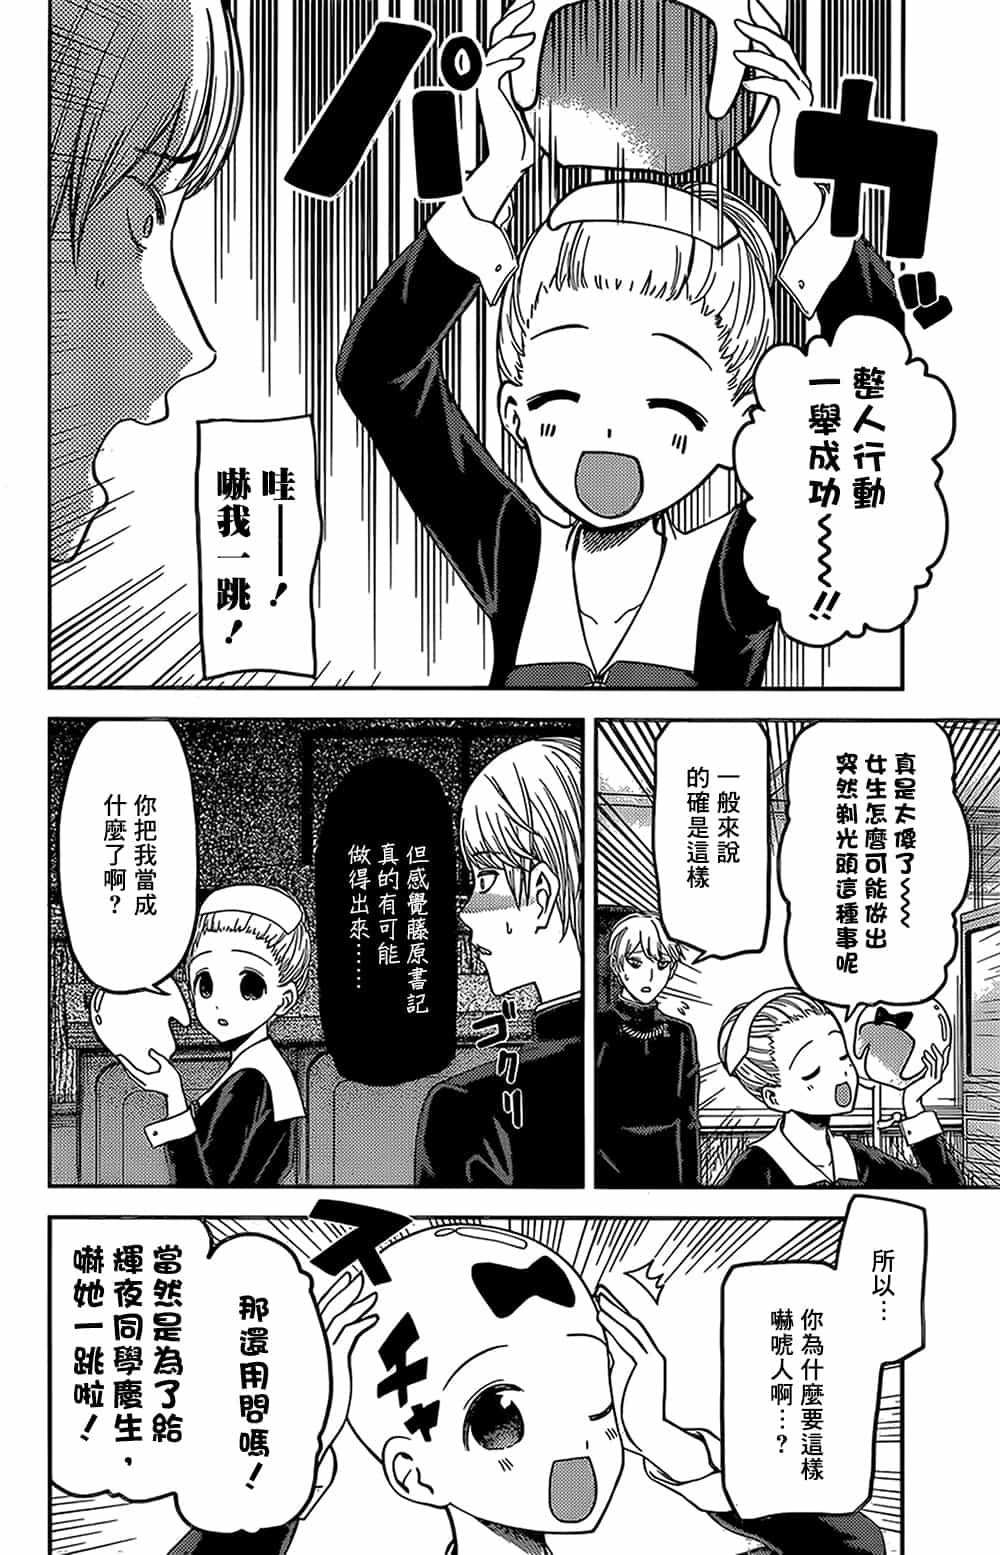 カ
パッ
整人行動
一舉成功～～～!!
哇——！
嚇我一跳！
真是太傻了～～
女生怎麼可能做出
突然剃光頭這種事呢
一般來說
的確是這樣
但感覺藤原書記
真的有可能
做得出來……
ゴクリ
你把我當成
什麼了啊？
所以…
你為什麼要這樣
嚇唬人啊…？
スチャ
那還用問嗎！
當然是為了給
輝夜同學慶生，
嚇她一跳啦！